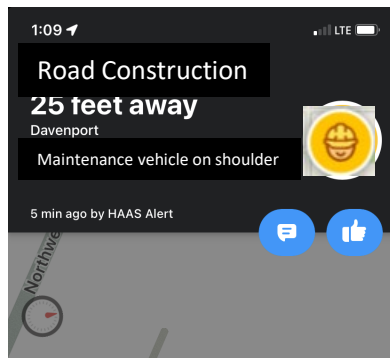 1:09
LTE
Road Construction
25 feet away
Davenport
Maintenance vehicle on shoulder
5 min ago by HAAS Alert
Northwe